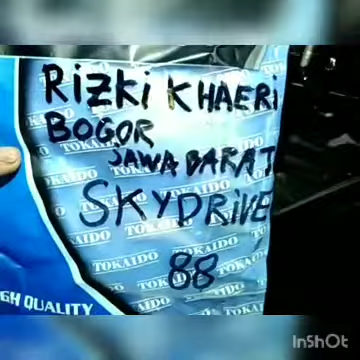 RIZKI KHAERI
BOGOR
JAWA BARAT
SKYDRIVE
88
TOKAIDO
GH QUALITY
InShOt